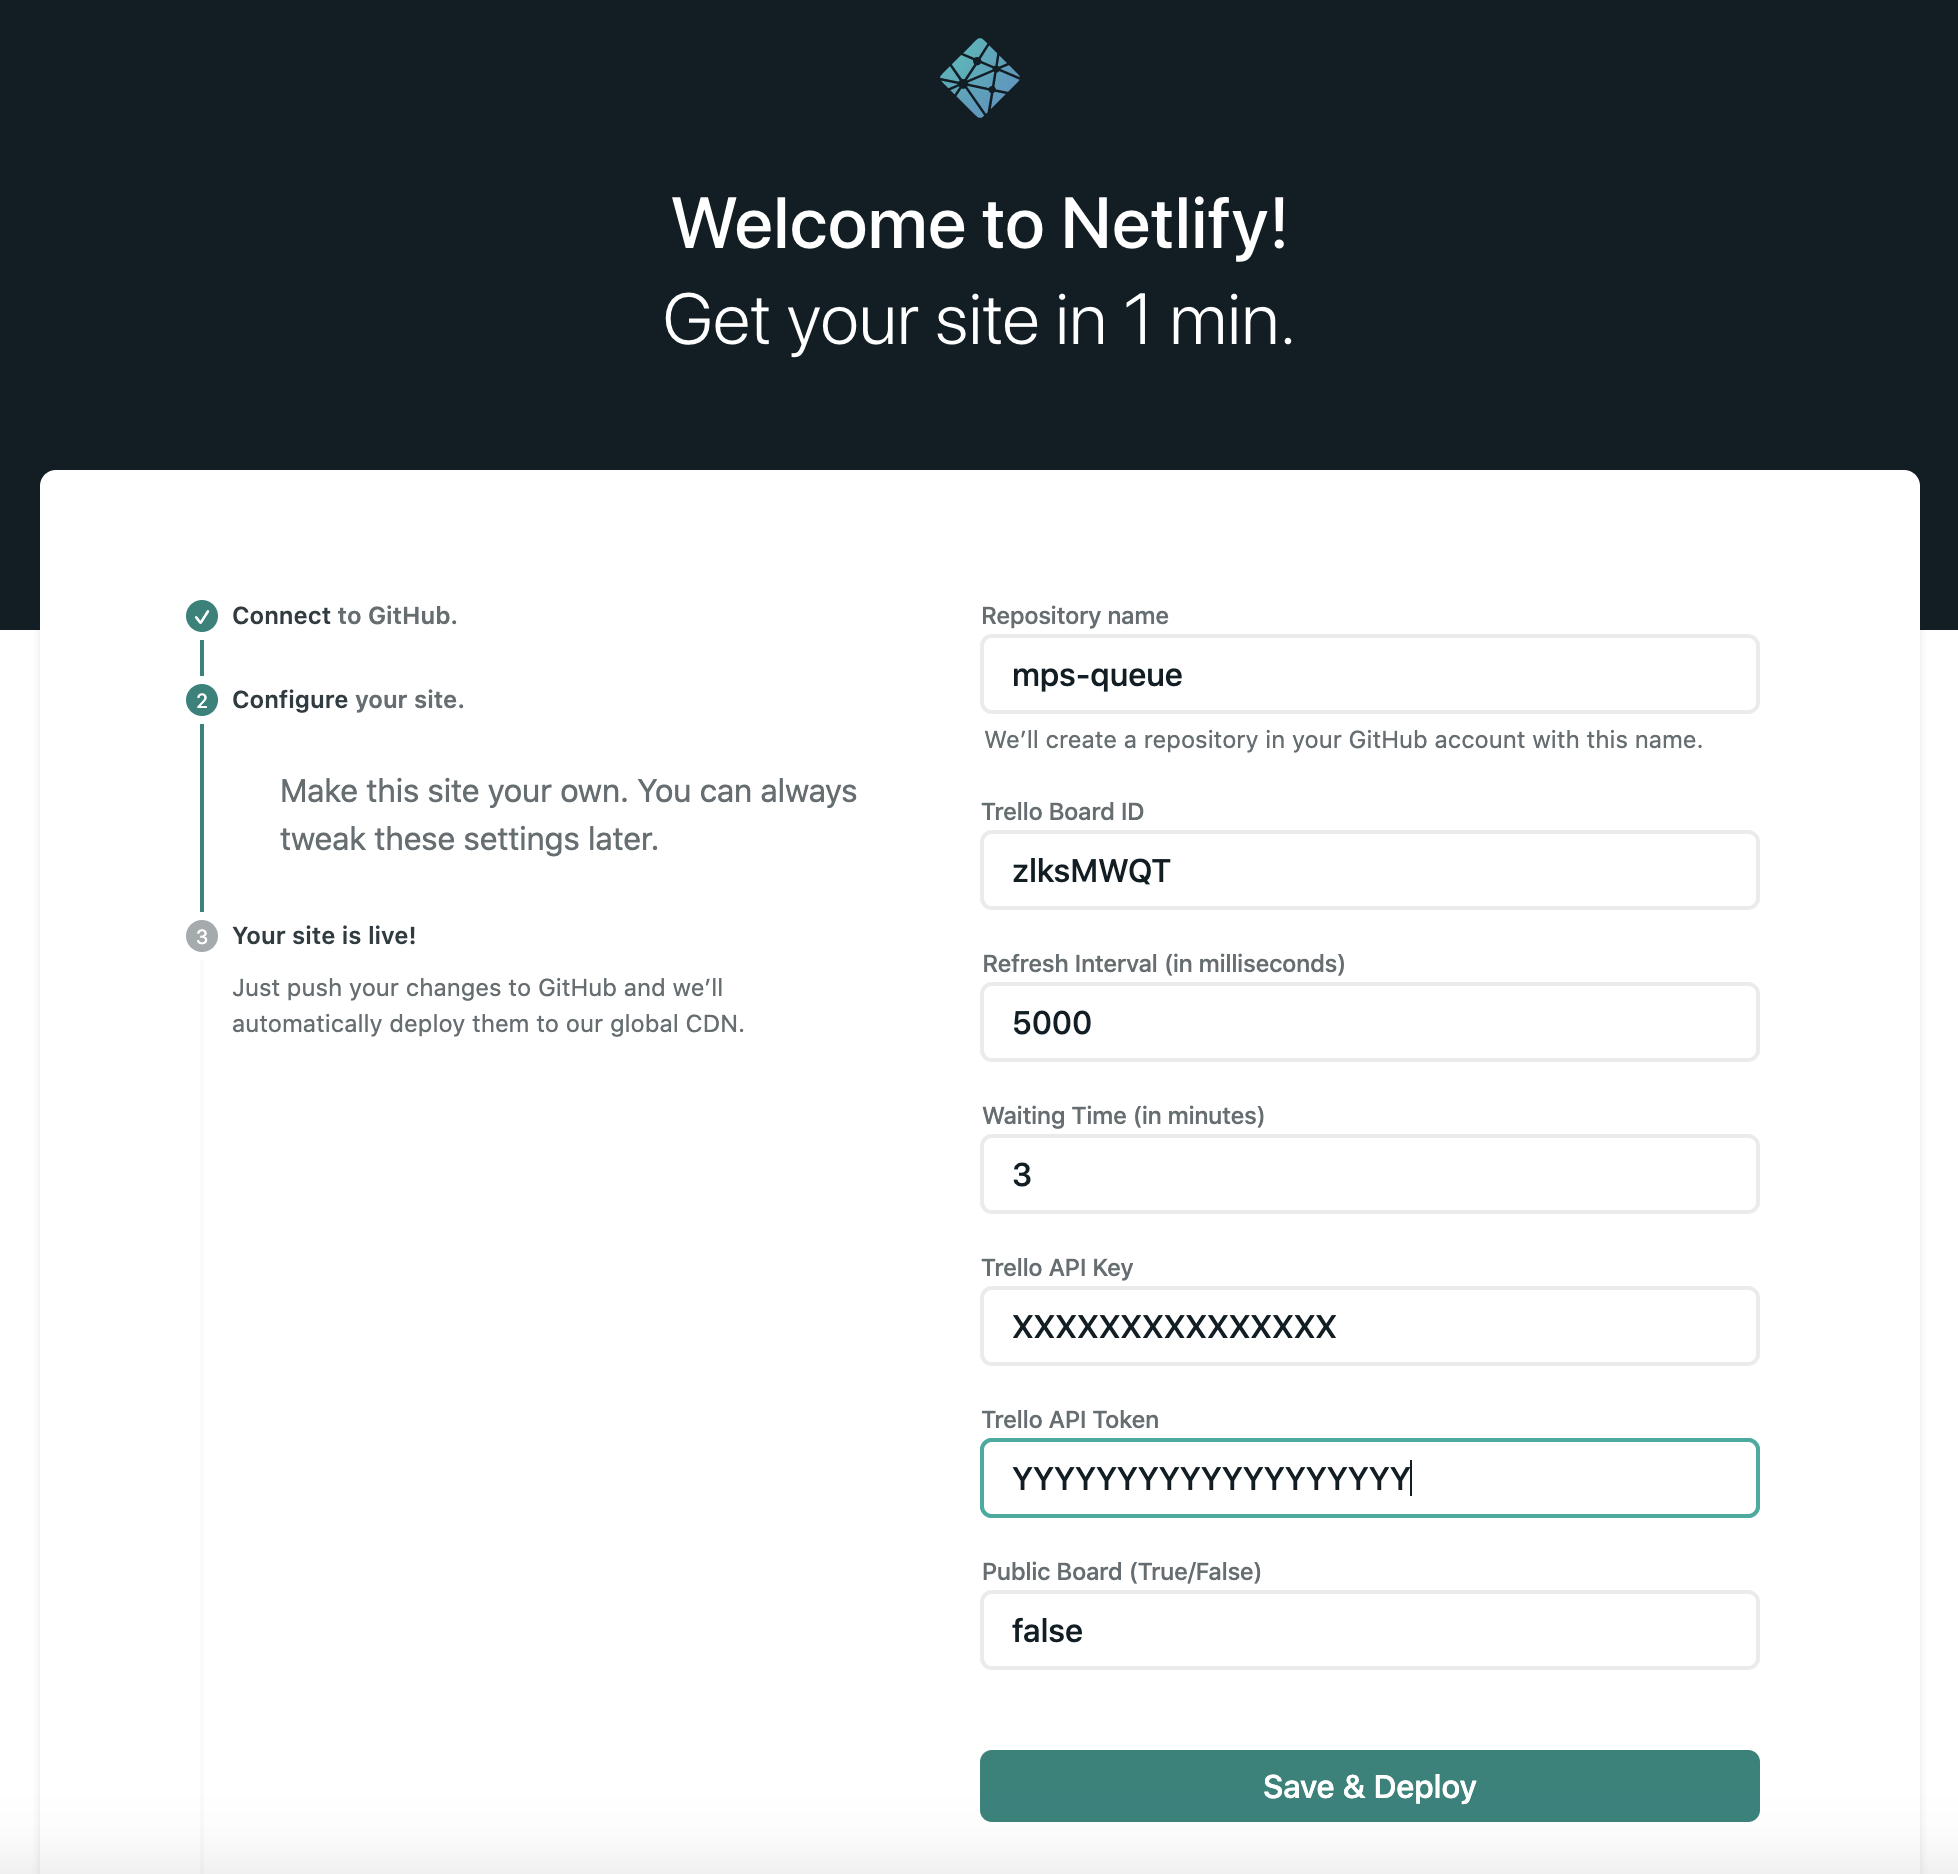 Welcome to Netlify!
Get your site in 1 min.
Connect to GitHub.
2 Configure your site.
Make this site your own. You can always
tweak these settings later.
3 Your site is live!
Just push your changes to GitHub and we’ll
automatically deploy them to our global CDN.
Repository name
mps-queue
We’ll create a repository in your GitHub account with this name.
Trello Board ID
zlksMWQT
Refresh Interval (in milliseconds)
5000
Waiting Time (in minutes)
3
Trello API Key
XXXXXXXXXXXXXXX
Trello API Token
YYYYYYYYYYYYYYYYYYY
Public Board (True/False)
false
Save & Deploy